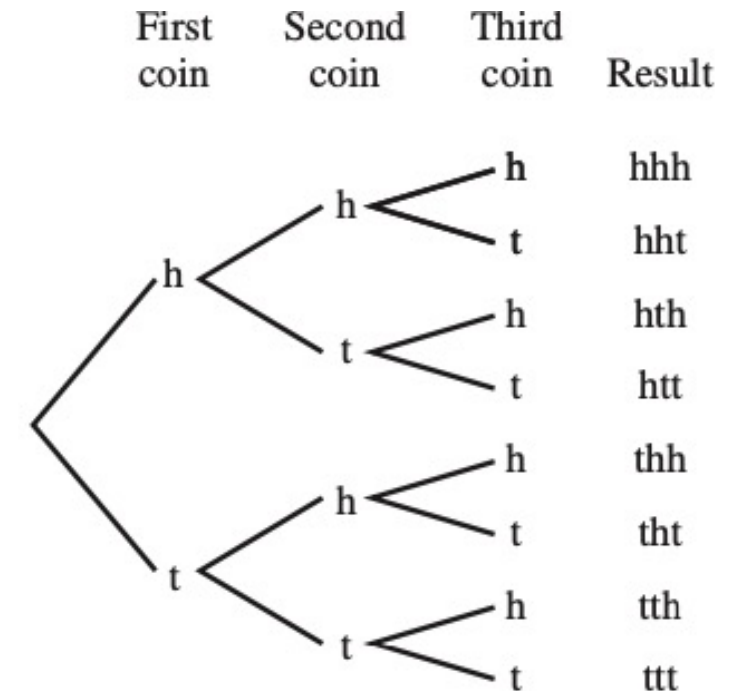 First Second Third
coin coin coin Result
h hhh
h
t hht
h
h hth
t
t htt
h thh
h
t tht
t
h tth
t
t ttt